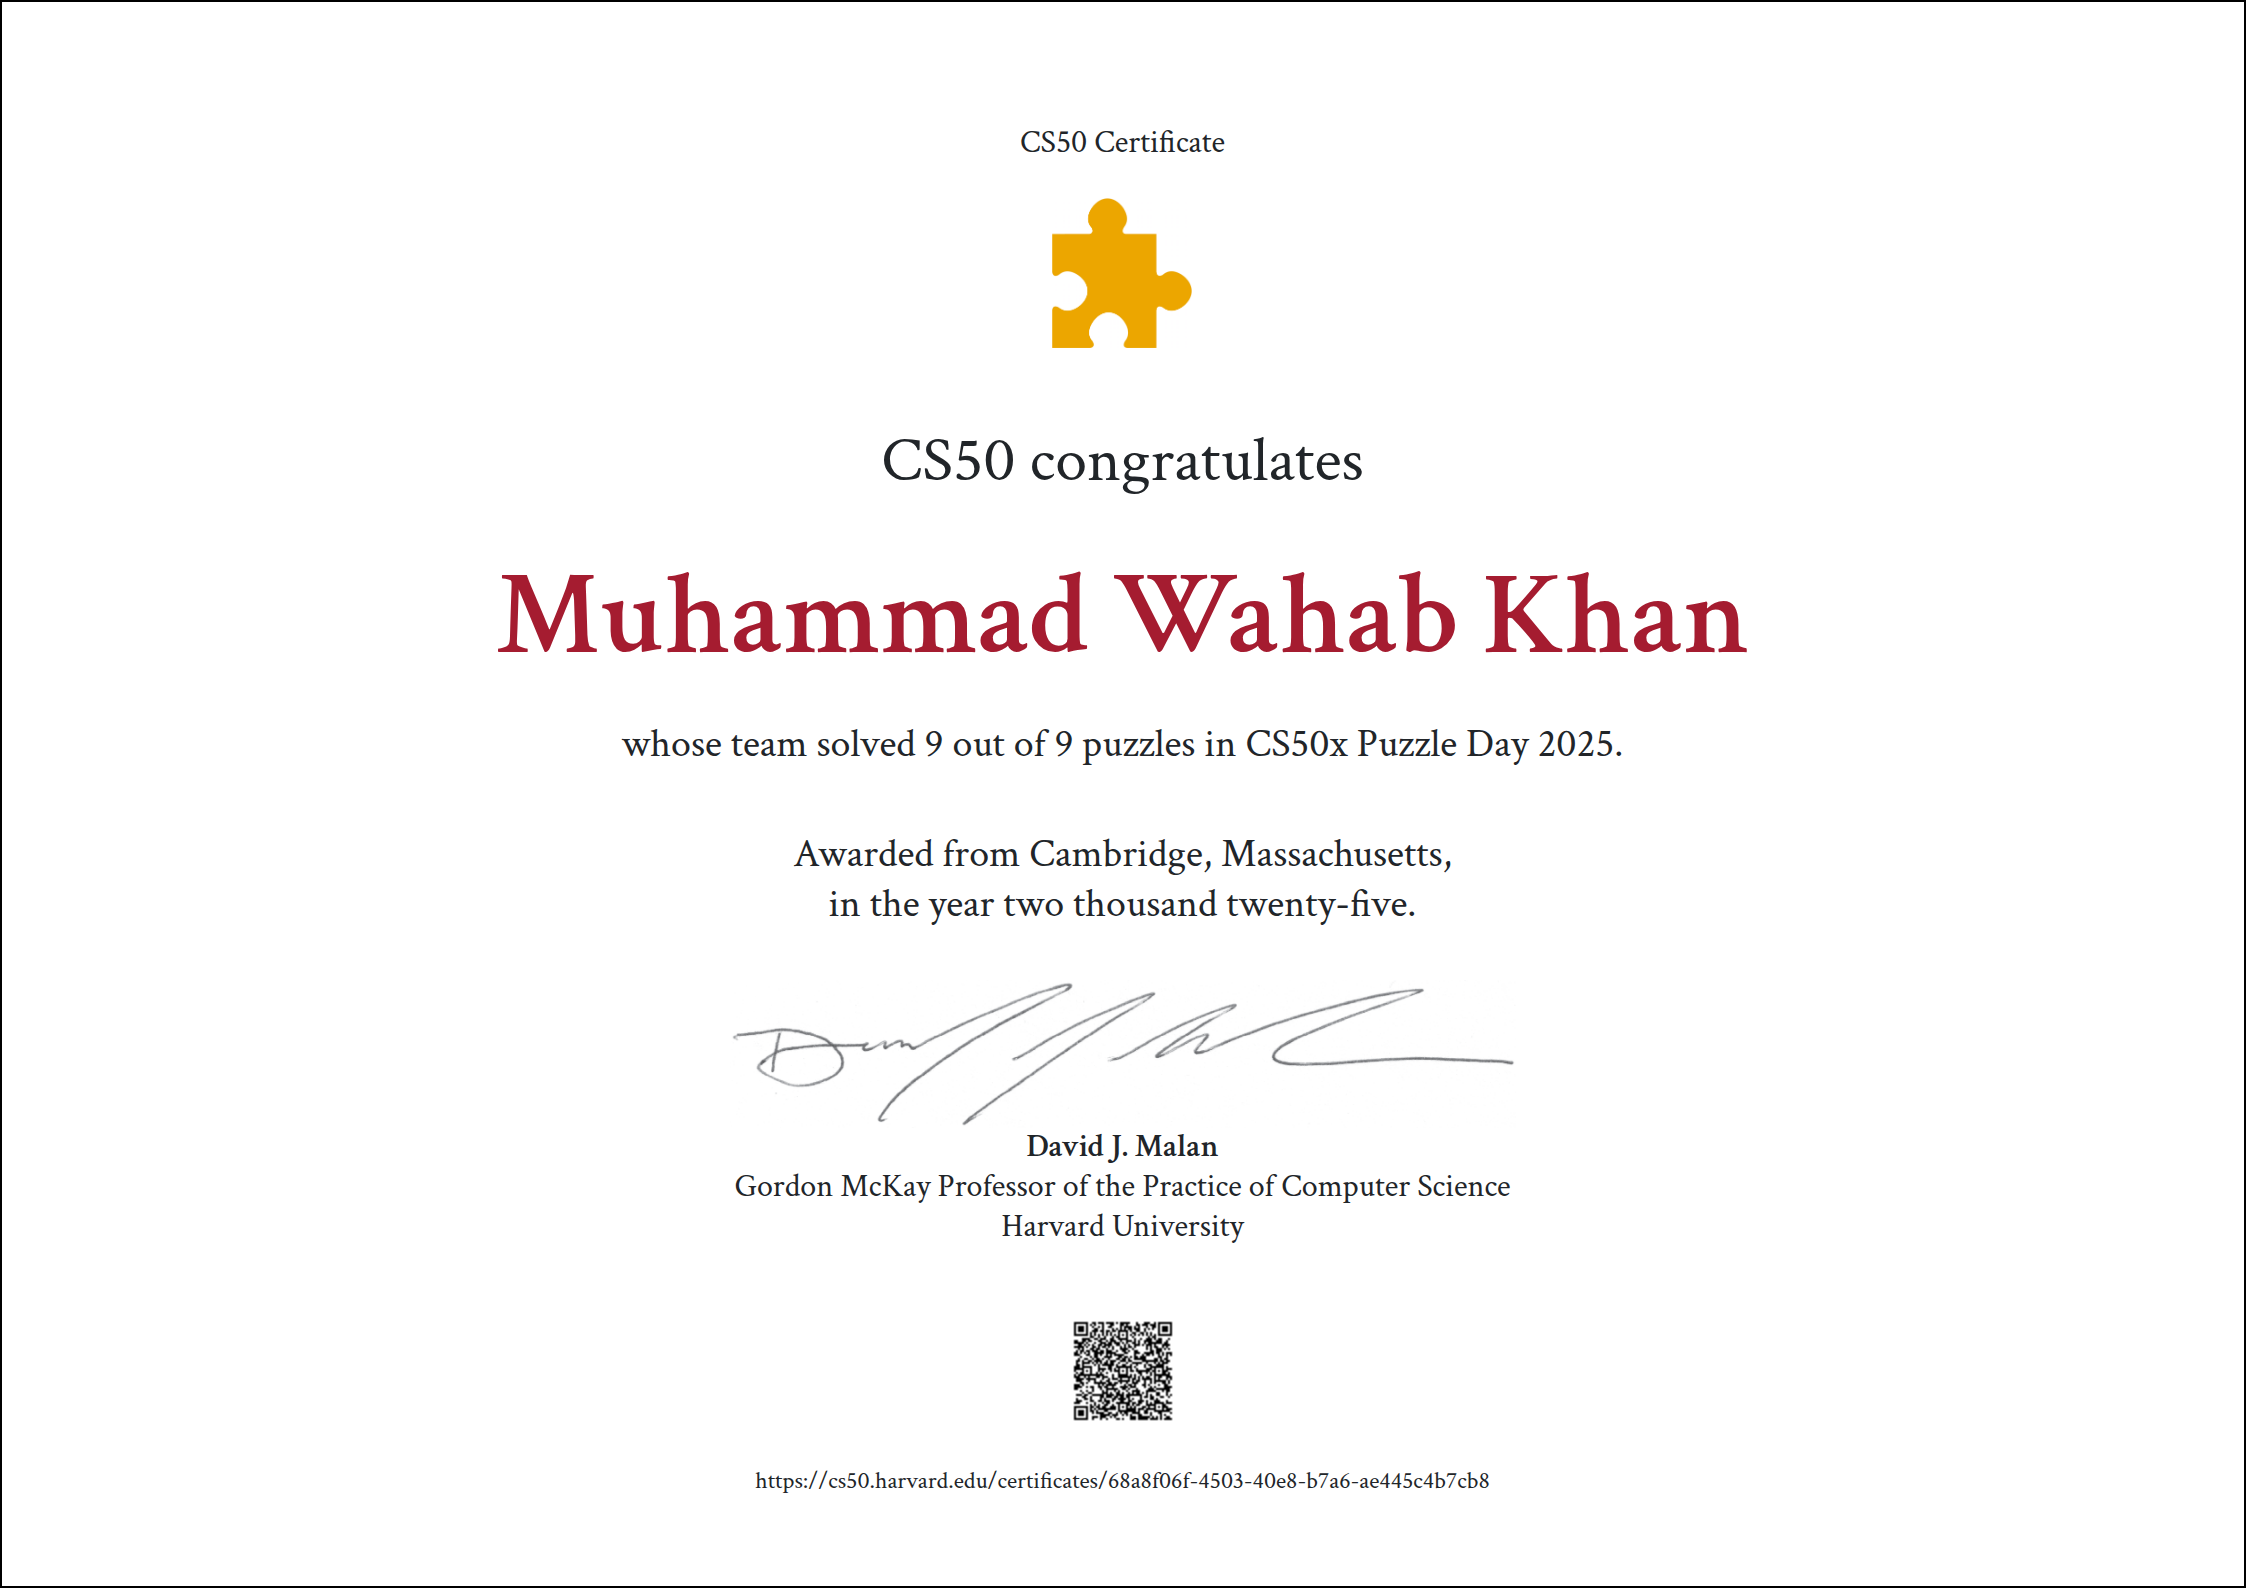 CS50 Certificate
CS50 congratulates
Muhammad Wahab Khan
whose team solved 9 out of 9 puzzles in CS50x Puzzle Day 2025.
Awarded from Cambridge, Massachusetts,
in the year two thousand twenty-five.
David J. Malan
Gordon McKay Professor of the Practice of Computer Science
Harvard University
https://cs50.harvard.edu/certificates/68a8f06f-4503-40e8-b7a6-ae445c4b7cb8